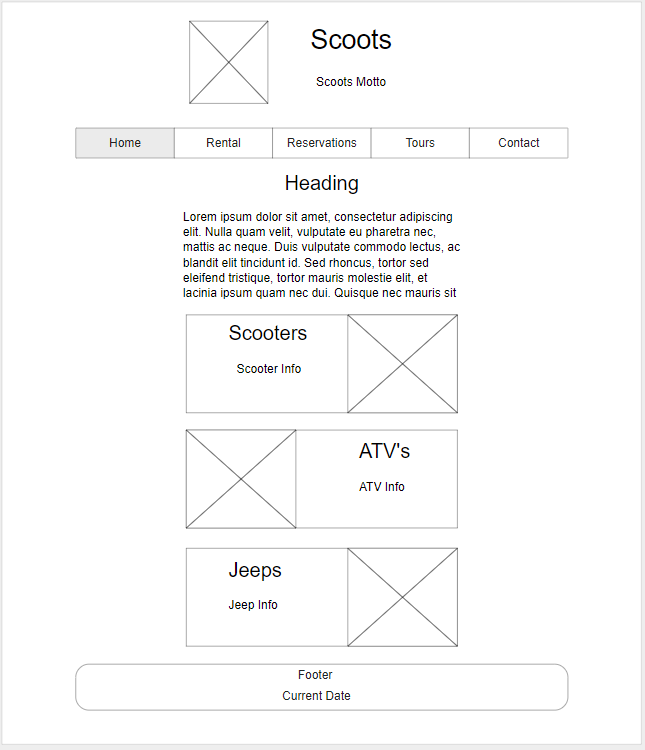 Scoots
Scoots Motto
Home Rental Reservations Tours Contact
Heading
Lorem ipsum dolor sit amet, consectetur adipiscing
elit. Nulla quam velit, vulputate eu pharetra nec,
mattis ac neque. Duis vulputate commodo lectus, ac
blandit elit tincidunt id. Sed rhoncus, tortor sed
eleifend tristique, tortor mauris molestie elit, et
lacinia ipsum quam nec dui. Quisque nec mauris sit
Scooters
Scooter Info
ATV's
ATV Info
Jeeps
Jeep Info
Footer
Current Date